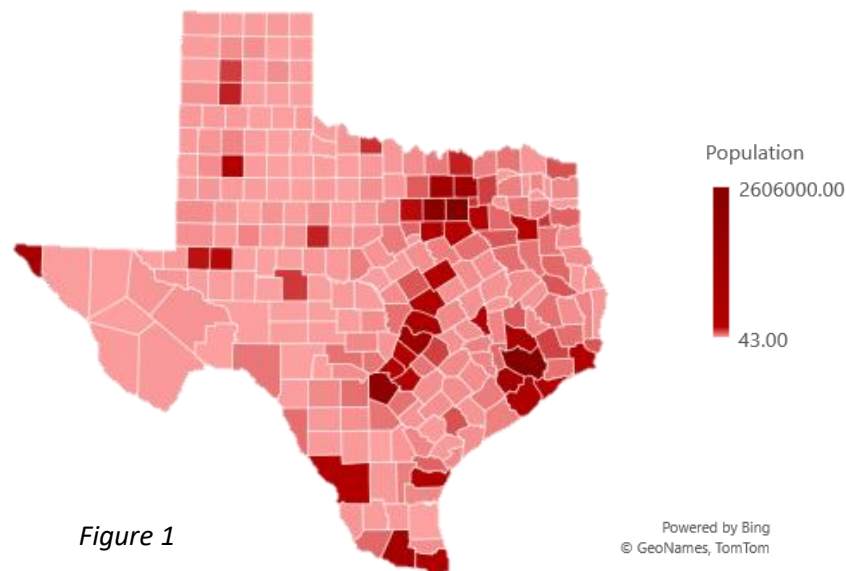 Population
2606000.00
43.00
Figure 1
Powered by Bing
© GeoNames, TomTom